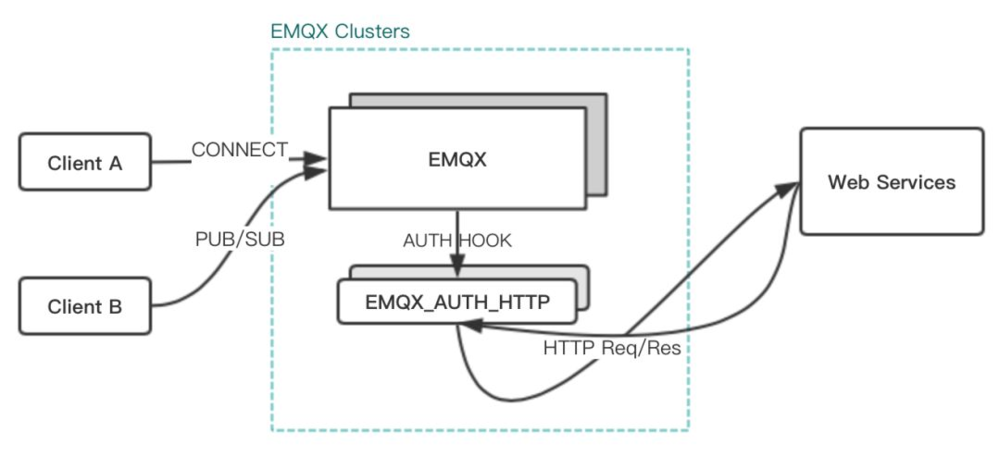 EMQX Clusters
Client A
CONNECT
EMQX
Web Services
PUB/SUB
AUTH HOOK
Client B
EMQX_AUTH_HTTP
HTTP Req/Res